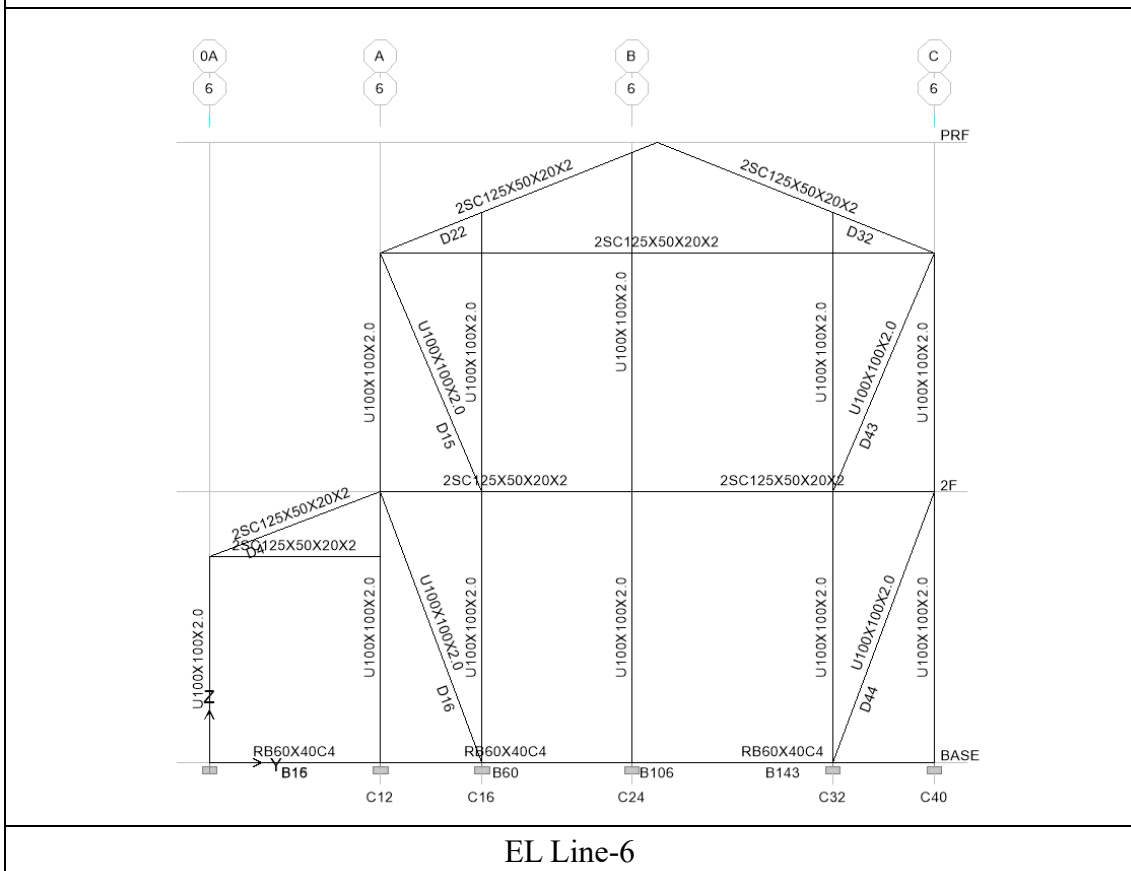 0A A B C
6 6 6 6
PRF
2SC125X50X20X2 2SC125X50X20X2
D22 D32
2SC125X50X20X2
U100X100X2.0 U100X100X2.0 U100X100X2.0 U100X100X2.0 U100X100X2.0 U100X100X2.0 U100X100X2.0
D15 D43
2SC125X50X20X2 2SC125X50X20X2 2F
2SC125X50X20X2
2SC125X50X20X2
D4
U100X100X2.0 U100X100X2.0 U100X100X2.0 U100X100X2.0 U100X100X2.0 U100X100X2.0 U100X100X2.0
D16 D44
Z
RB60X40C4 RB60X40C4 RB60X40C4 BASE
Y B16 B60 B106 B143
C12 C16 C24 C32 C40
EL Line-6